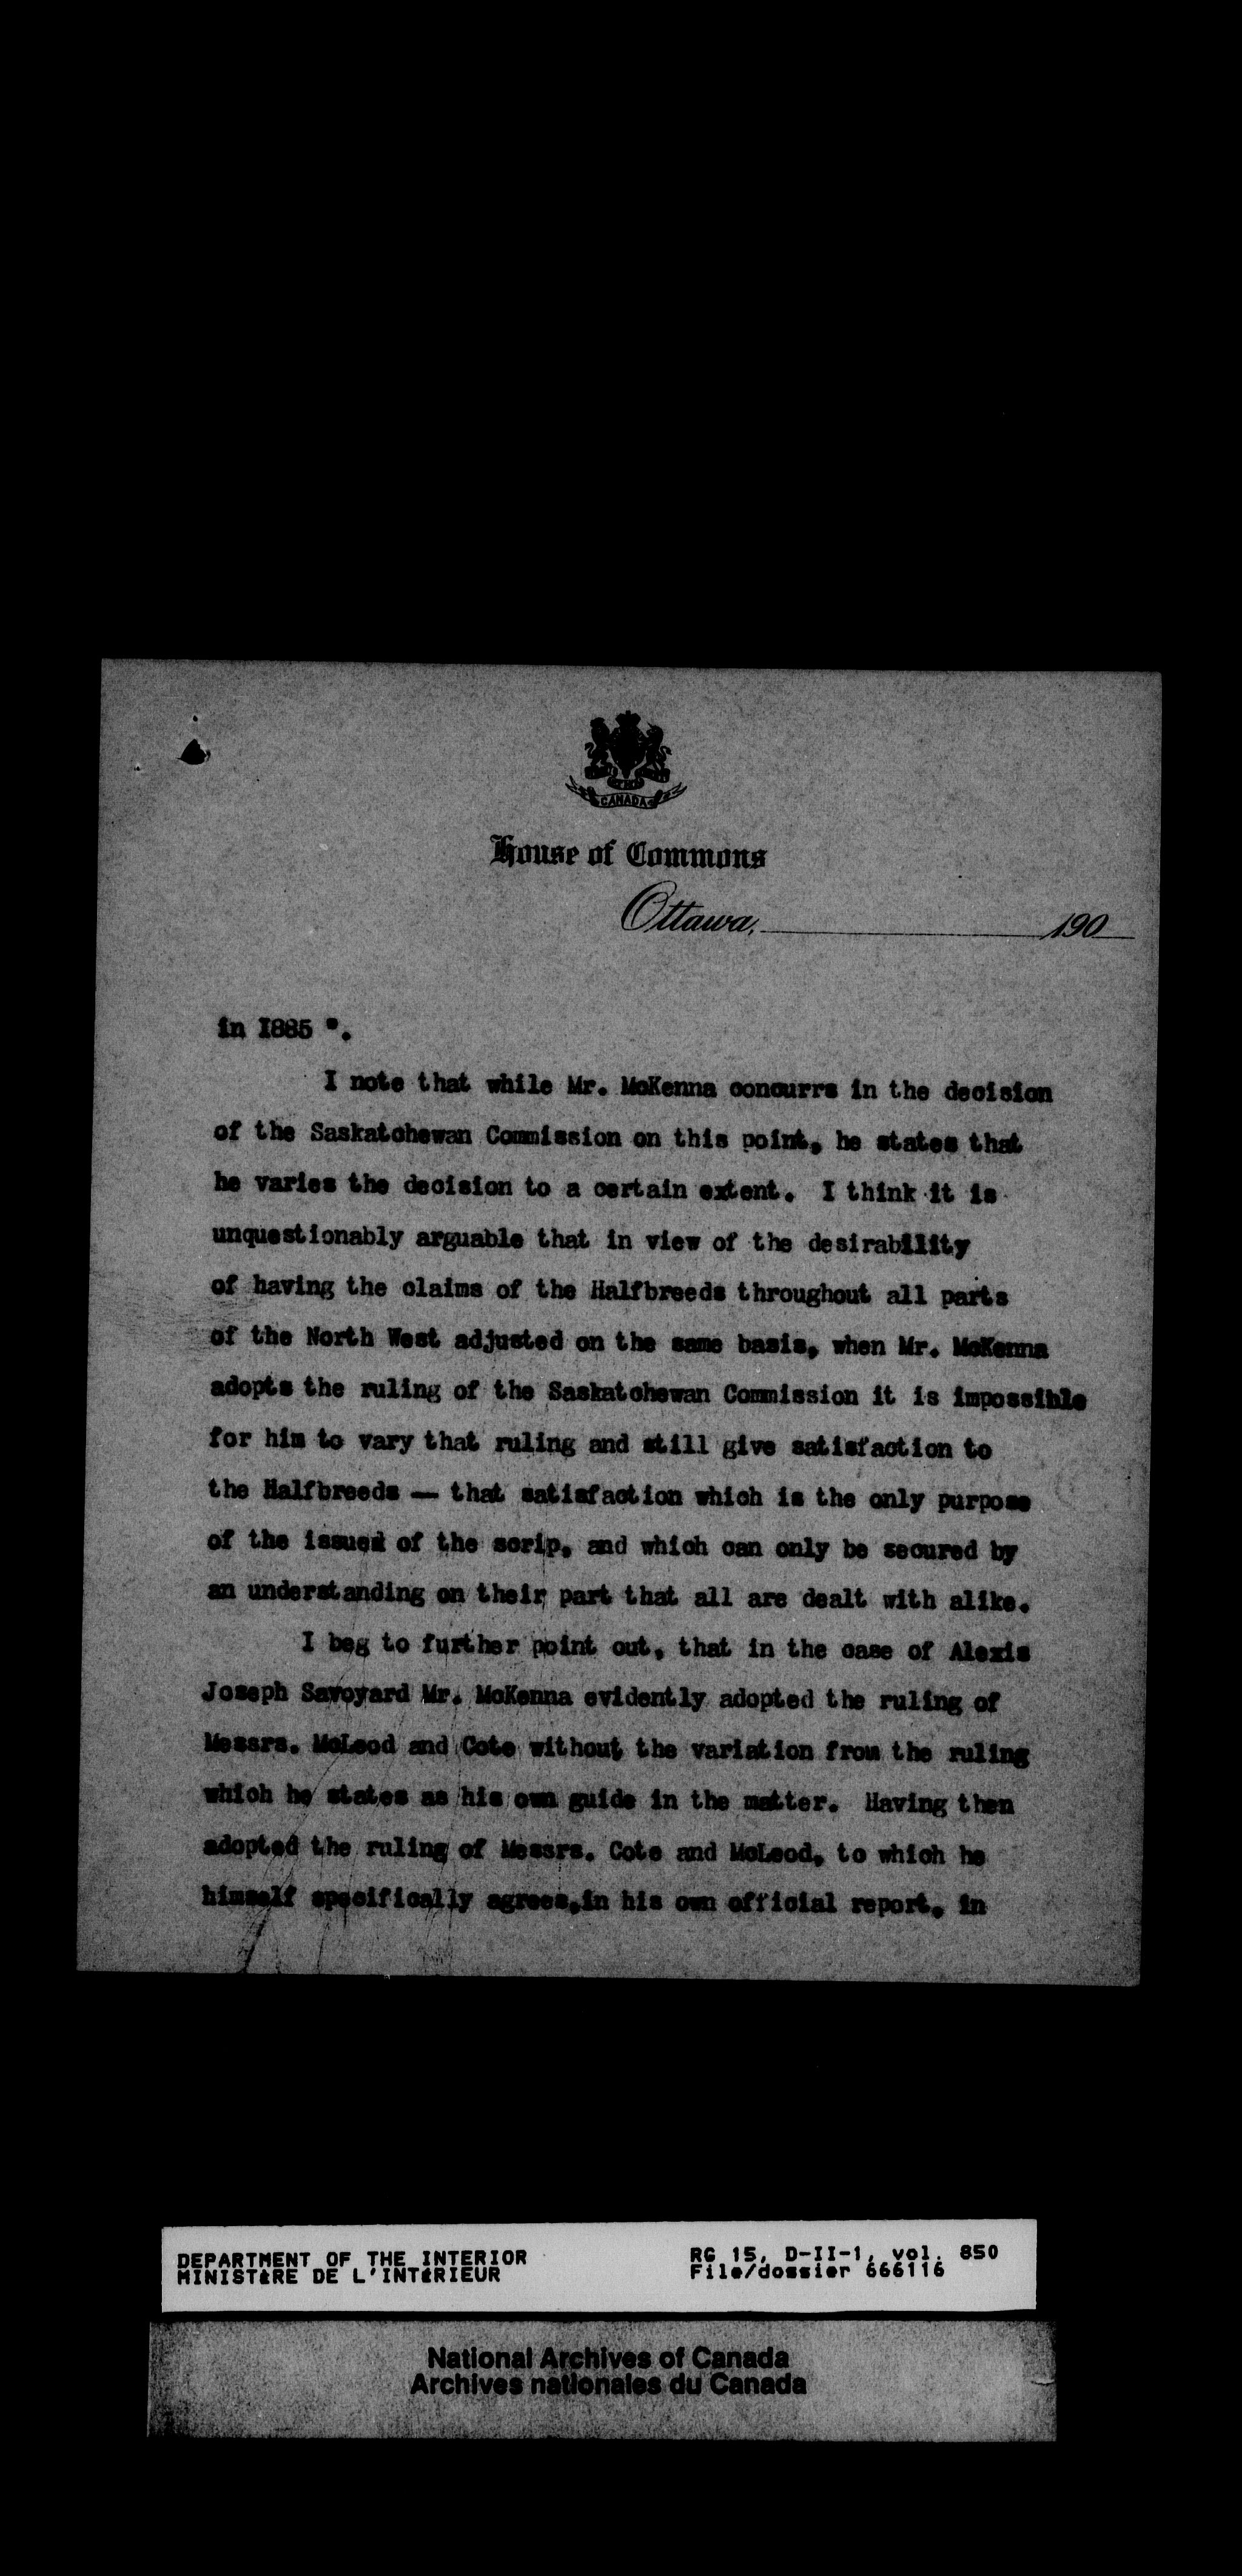 CANADA
House of Commons
Ottawa, 190
in I885 ".
I note that while Mr. McKenna concurrs in the decision
of the Saskatchewan Commission on this point, he states that
he varies the decision to a certain extent. I think it is
unquestionably arguable that in view of the desirability
of having the claims of the Halfbreeds throughout all parts
of the North West adjusted on the same basis, when Mr. McKenna
adopts the ruling of the Saskatchewan Commission it is impossible
for him to vary that ruling and still give satisfaction to
the Halfbreeds — that satisfaction which is the only purpose
of the issued of the scrip, and which can only be secured by
an understanding on their part that all are dealt with alike.
I beg to further point out, that in the case of Alexis
Joseph Savoyard Mr. McKenna evidently adopted the ruling of
Messrs. McLeod and Cote without the variation from the ruling
which he states as his own guide in the matter. Having then
adopted the ruling of Messrs. Cote and McLeod, to which he
himself specifically agrees,in his own official report, in
DEPARTMENT OF THE INTERIOR RG 15, D-II-1, vol. 850
MINISTÈRE DE L'INTÉRIEUR File/dossier 666116
National Archives of Canada
Archives nationales du Canada